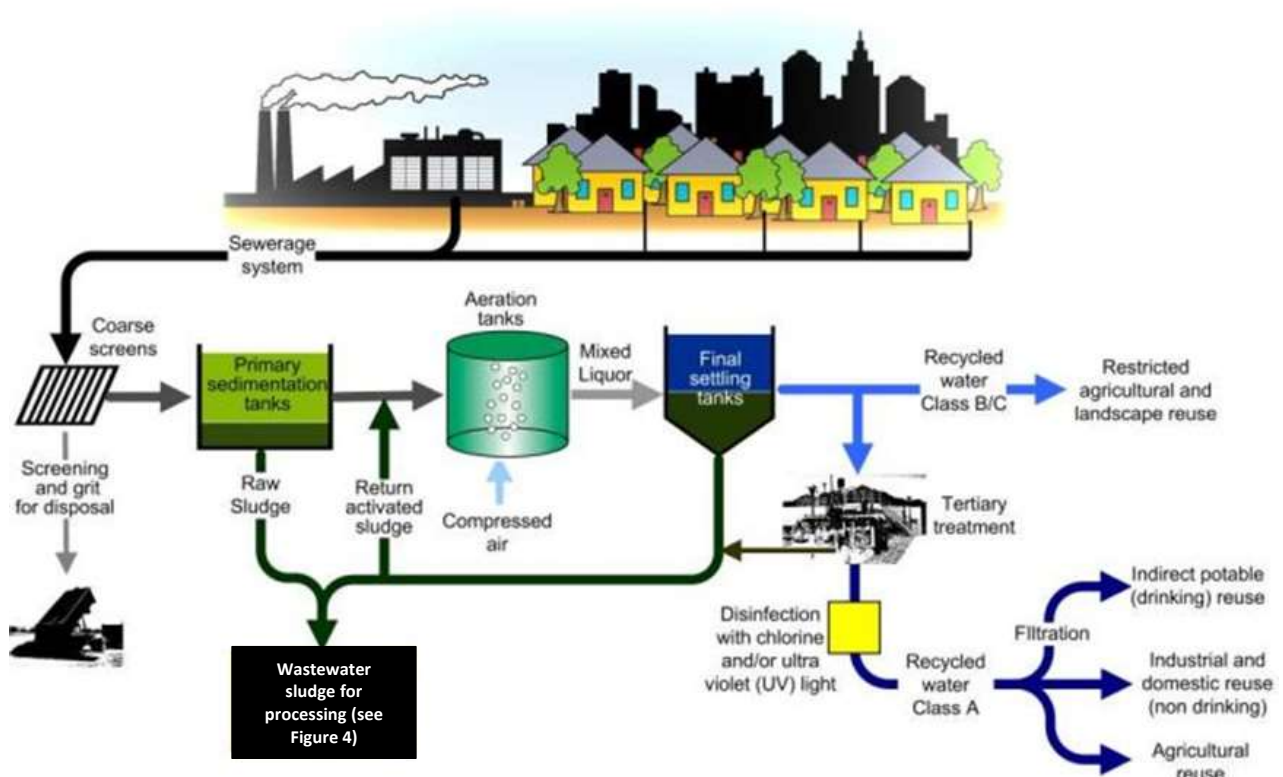 Sewerage
system
Coarse
screens
Primary
sedimentation
tanks
Aeration
tanks
Mixed
Liquor
Final
settling
tanks
Recycled
water
Class B/C
Restricted
agricultural and
landscape reuse
Screening
and grit
for disposal
Raw
Sludge
Return
activated
sludge
Compressed
air
Tertiary
treatment
Wastewater
sludge for
processing (see
Figure 4)
Disinfection
with chlorine
and/or ultra
violet (UV) light
Recycled
water
Class A
FIltration
Indirect potable
(drinking) reuse
Industrial and
domestic reuse
(non drinking)
Agricultural
reuse